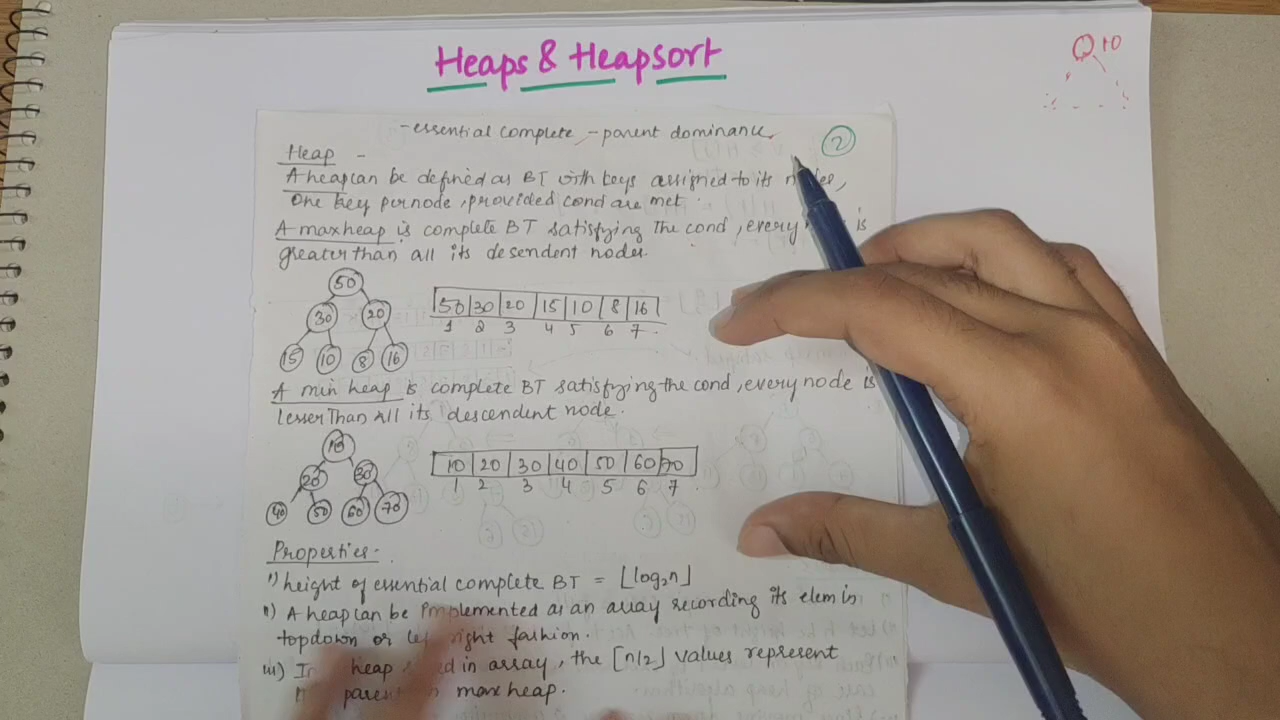 Heaps & Heapsort
Q10
-essential complete -parent dominance
2
Heap -
A heap can be defined as BT with keys assigned to its nodes,
One key per node, provided cond are met.
A maxheap is complete BT satisfying the cond, every is
greater than all its desendent nodes.
50
30 20
15 10 8 16
50 30 20 15 10 8 16
1 2 3 4 5 6 7
A min heap is complete BT satisfying the cond, every node is
lesser than all its descendent node.
10
20 30
40 50 60 70
10 20 30 40 50 60 70
1 2 3 4 5 6 7
Properties:-
i) height of essential complete BT = ⌊log₂n⌋
ii) A heap can be implemented as an array recording its elem in
topdown or right fashion.
iii) heap in array, the ⌊n/2⌋ values represent
parent maxheap.